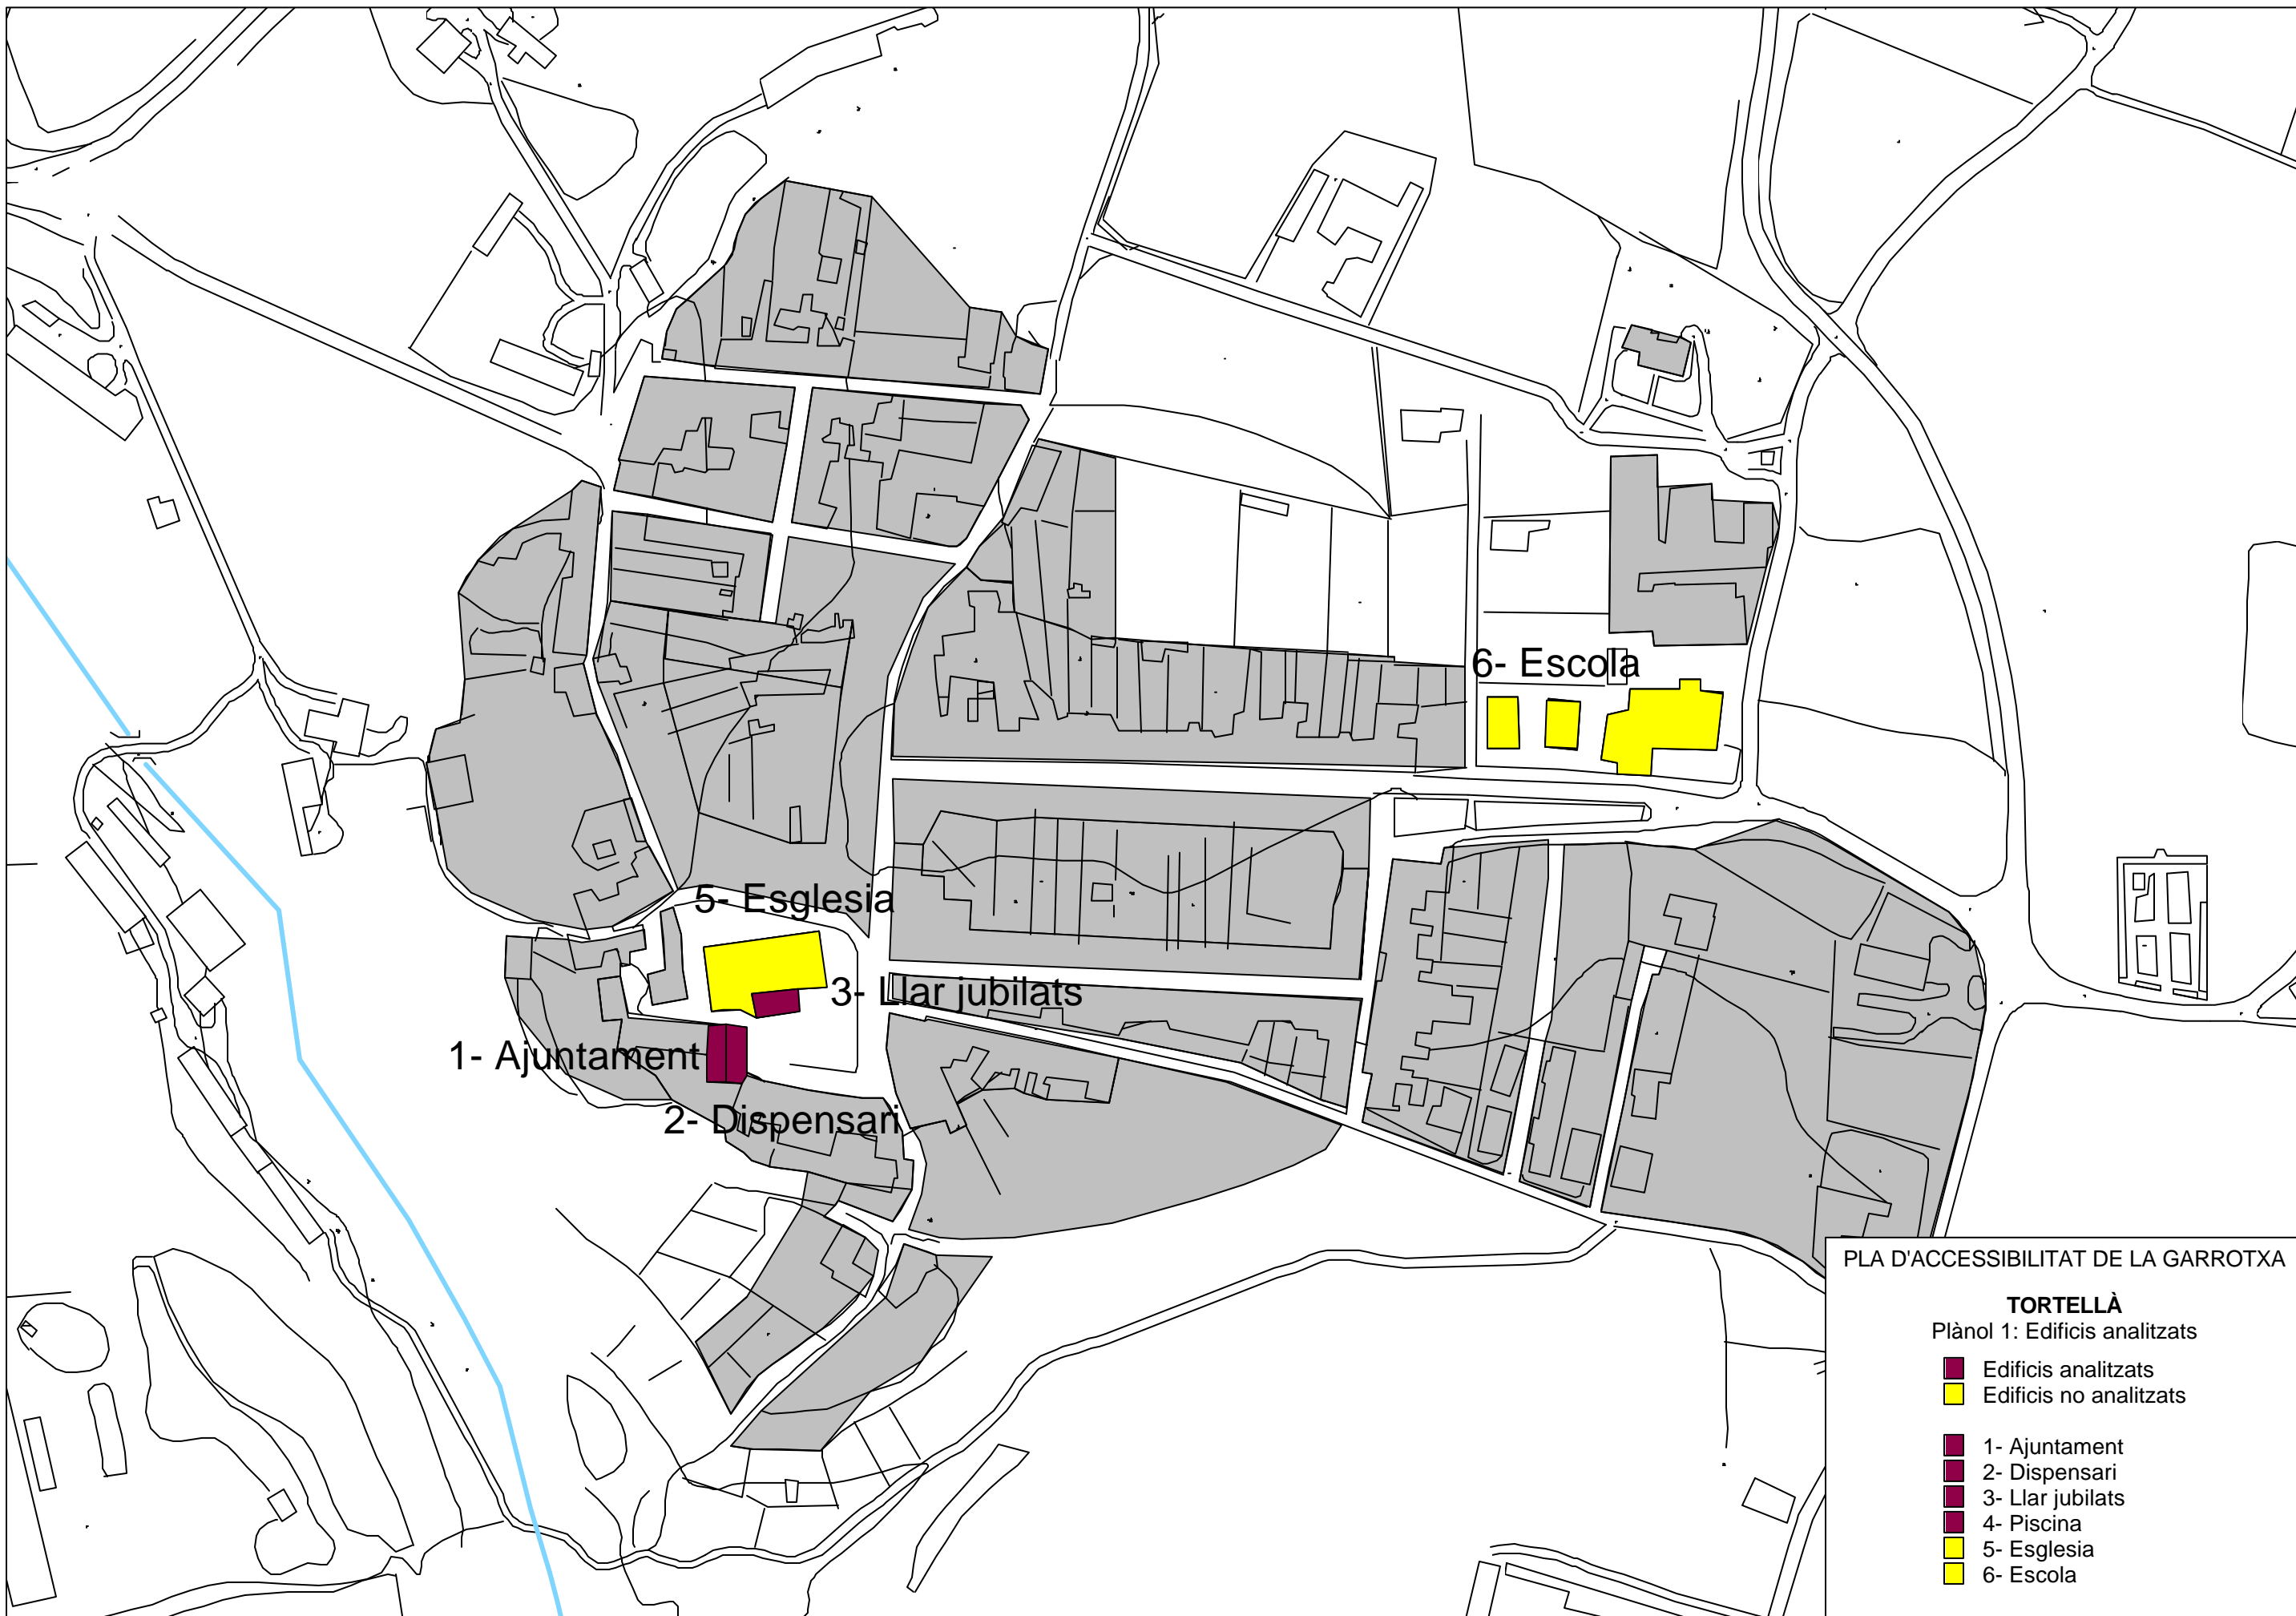 6- Escola
5- Esglesia
3- Llar jubilats
1- Ajuntament
2- Dispensari
PLA D'ACCESSIBILITAT DE LA GARROTXA
TORTELLÀ
Plànol 1: Edificis analitzats
Edificis analitzats
Edificis no analitzats
1- Ajuntament
2- Dispensari
3- Llar jubilats
4- Piscina
5- Esglesia
6- Escola